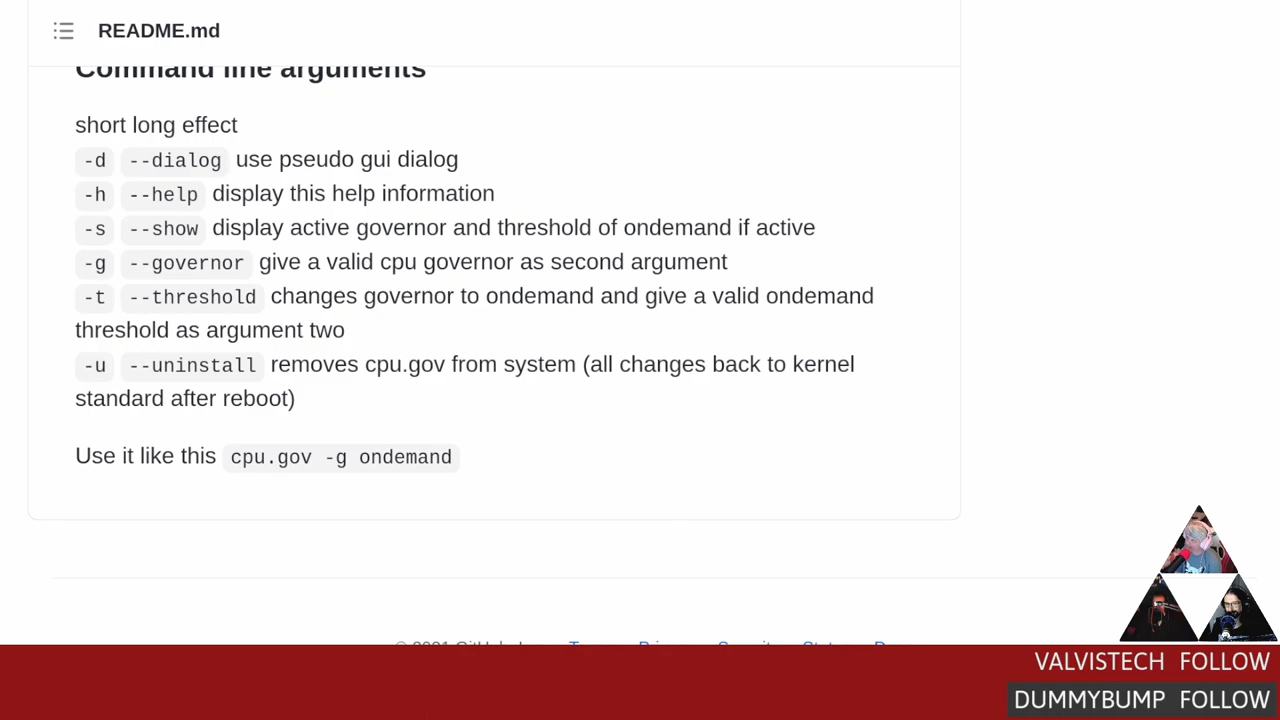 README.md
Command line arguments
short long effect
-d --dialog use pseudo gui dialog
-h --help display this help information
-s --show display active governor and threshold of ondemand if active
-g --governor give a valid cpu governor as second argument
-t --threshold changes governor to ondemand and give a valid ondemand
threshold as argument two
-u --uninstall removes cpu.gov from system (all changes back to kernel
standard after reboot)
Use it like this cpu.gov -g ondemand
© 2021 GitHub
VALVISTECH FOLLOW
DUMMYBUMP FOLLOW